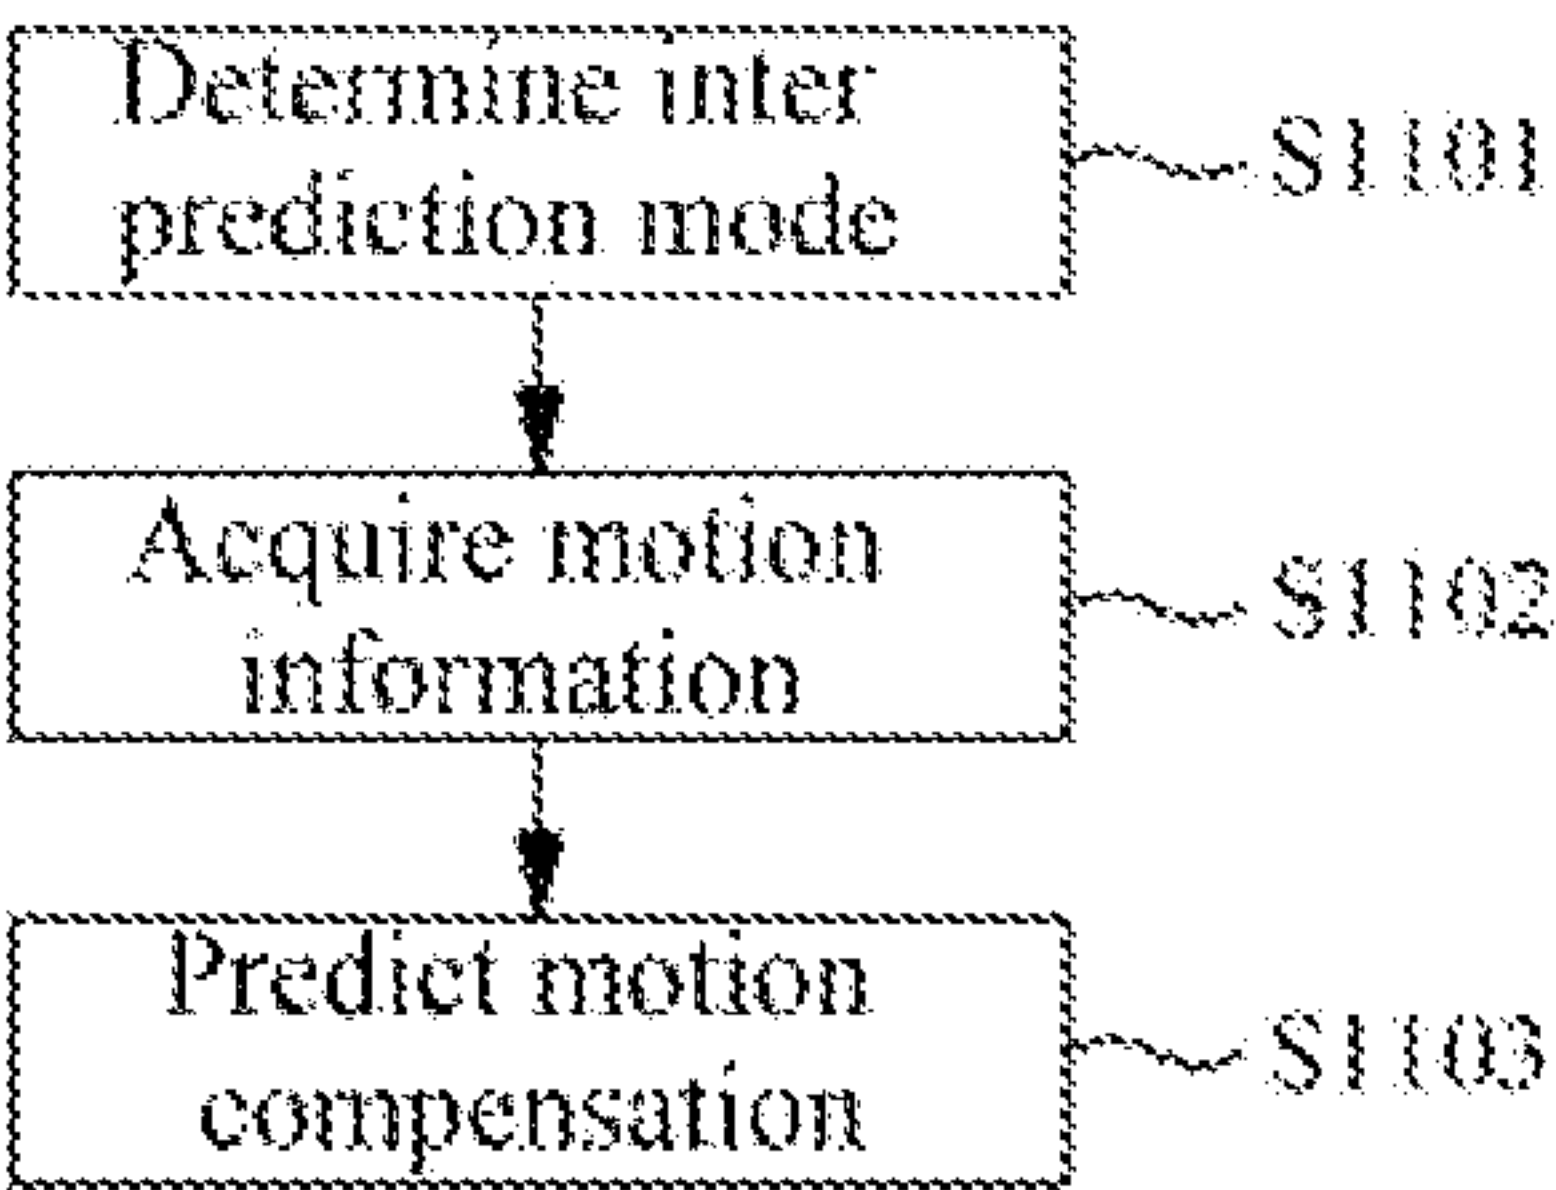 Determine inter
prediction mode
S1101
Acquire motion
information
S1102
Predict motion
compensation
S1103